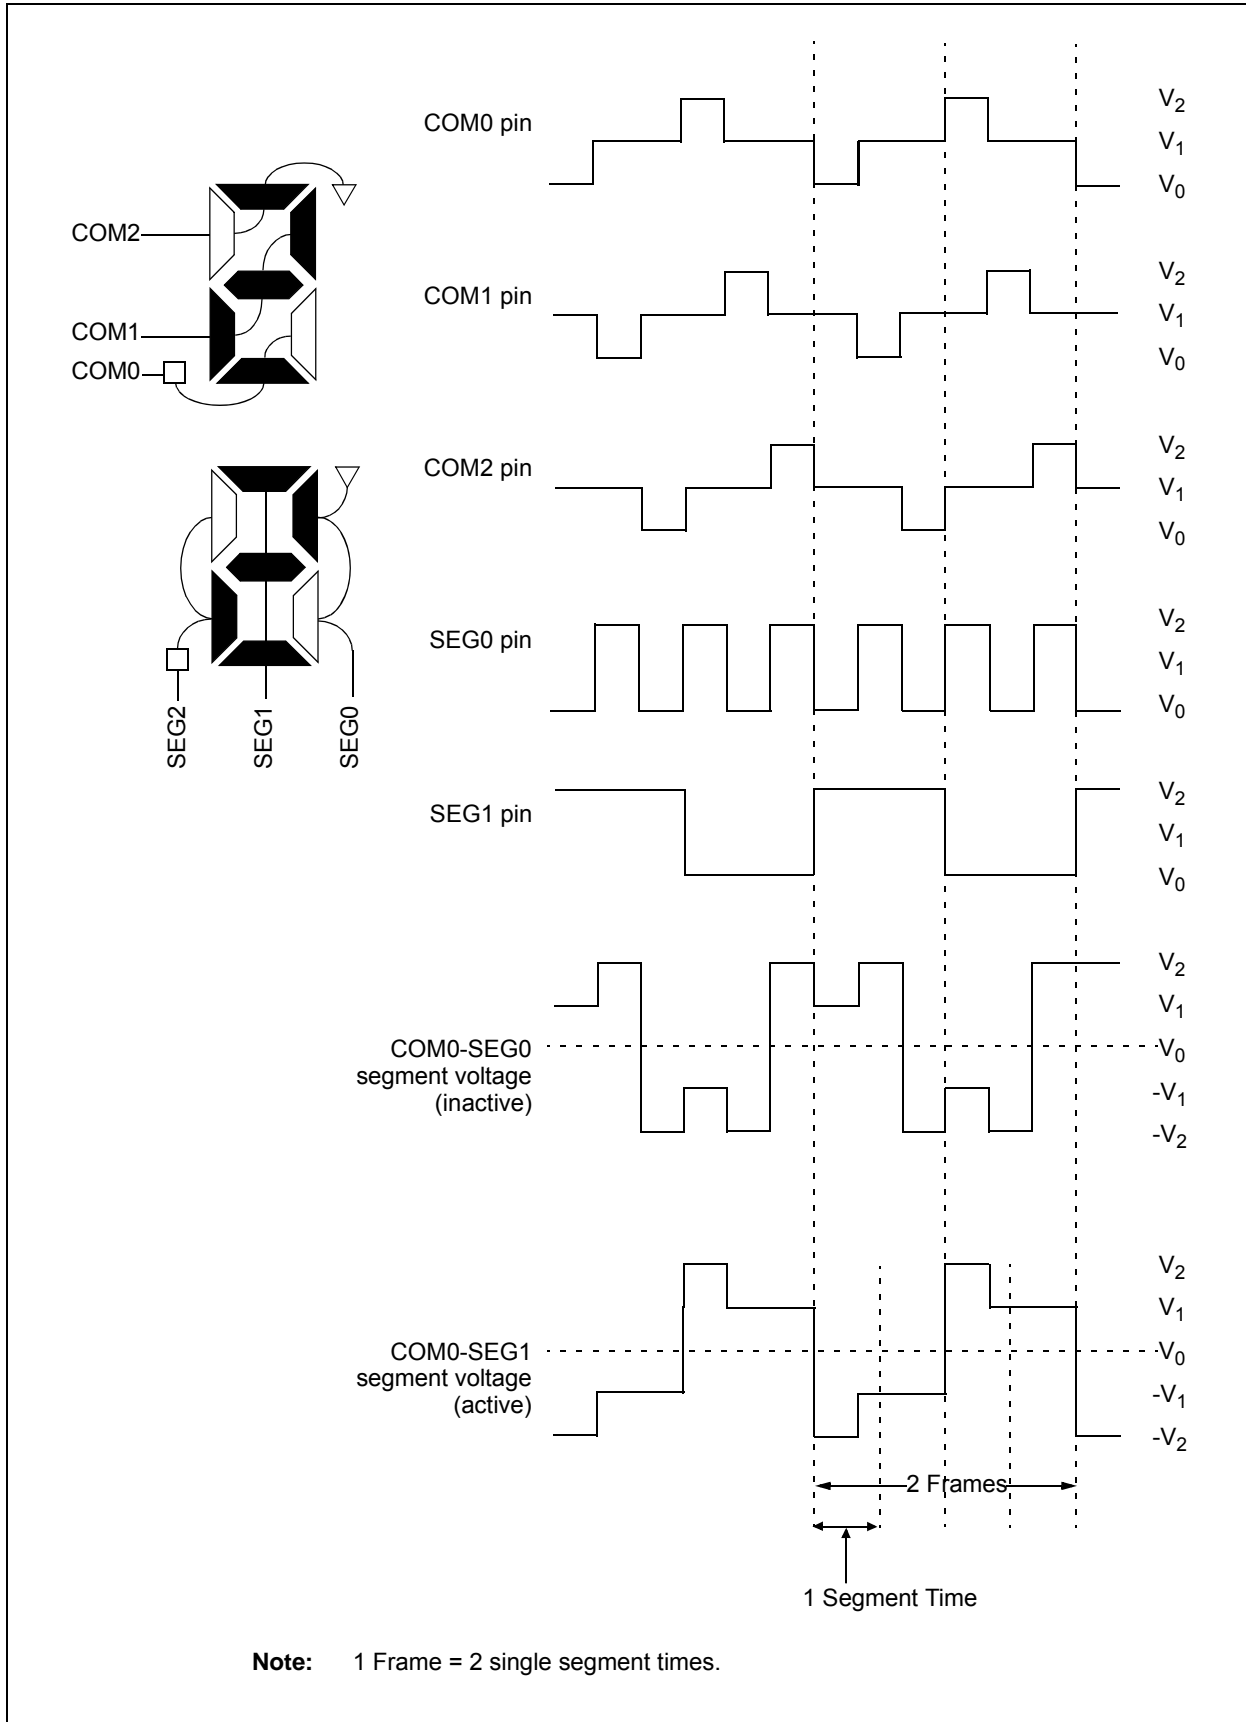 COM0 pin
V2
V1
V0
COM2
COM1
COM0
COM1 pin
V2
V1
V0
COM2 pin
V2
V1
V0
SEG2
SEG1
SEG0
SEG0 pin
V2
V1
V0
SEG1 pin
V2
V1
V0
COM0-SEG0
segment voltage
(inactive)
V2
V1
V0
-V1
-V2
COM0-SEG1
segment voltage
(active)
V2
V1
V0
-V1
-V2
2 Frames
1 Segment Time
Note: 1 Frame = 2 single segment times.